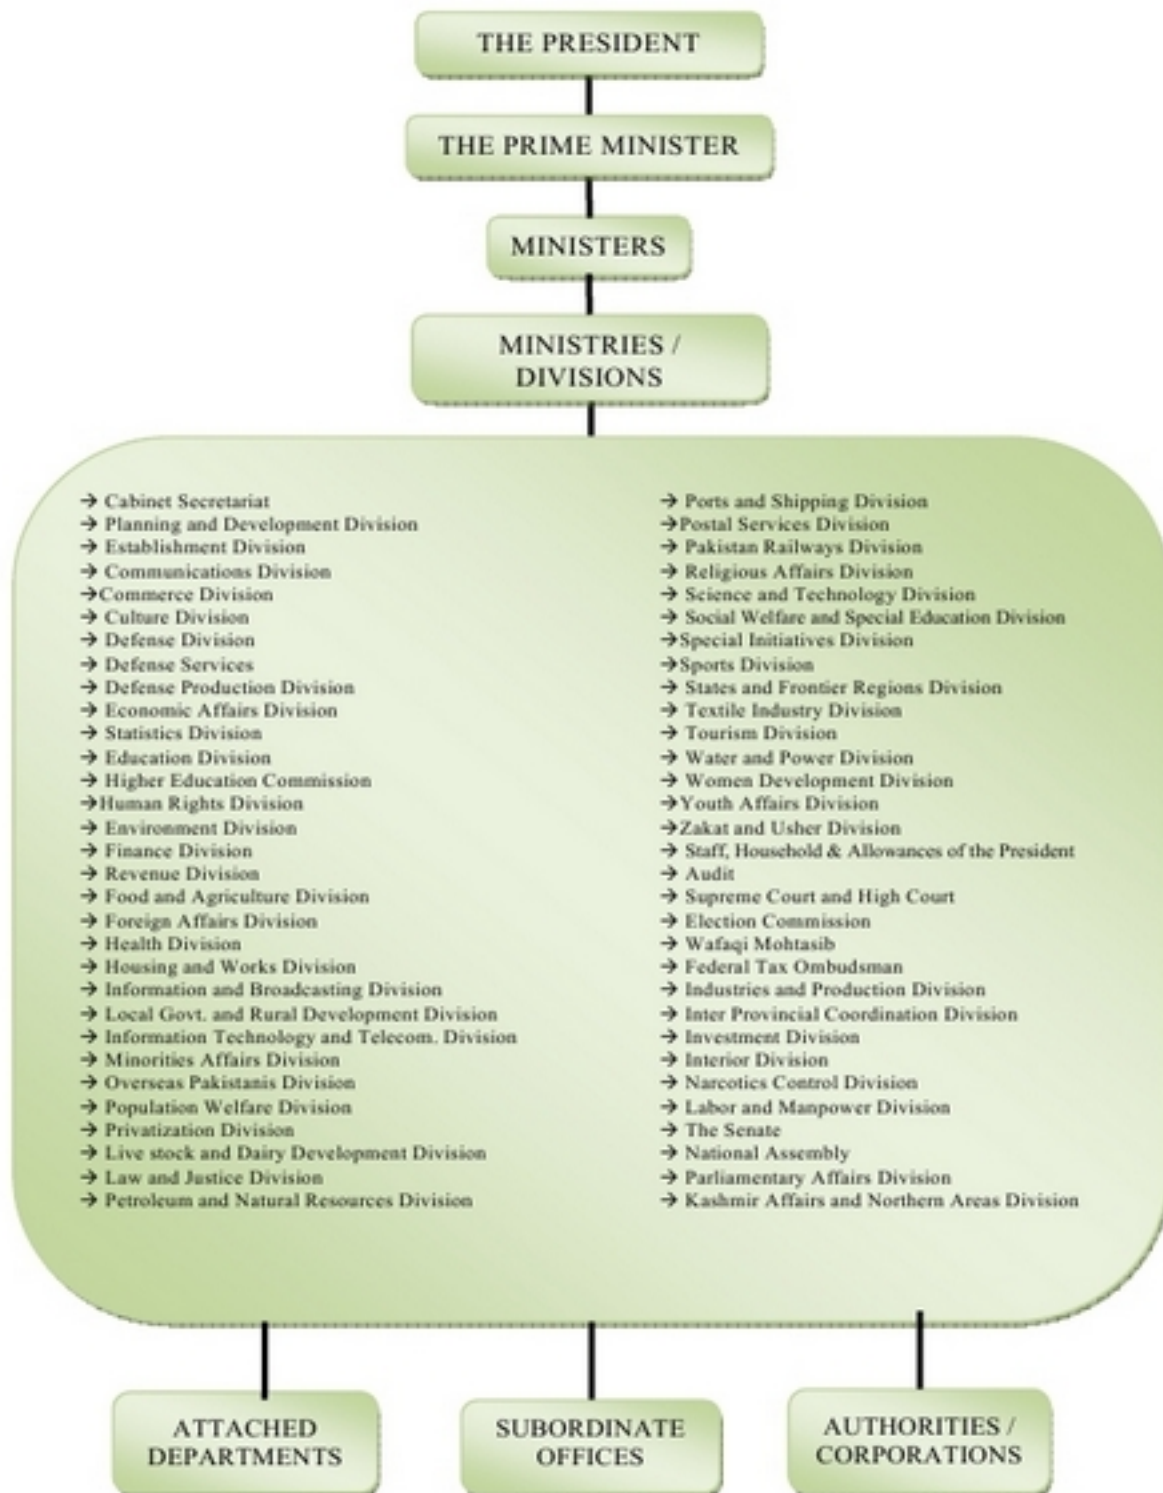 THE PRESIDENT
THE PRIME MINISTER
MINISTERS
MINISTRIES /
DIVISIONS
→ Cabinet Secretariat
→ Planning and Development Division
→ Establishment Division
→ Communications Division
→Commerce Division
→ Culture Division
→ Defense Division
→ Defense Services
→ Defense Production Division
→ Economic Affairs Division
→ Statistics Division
→ Education Division
→ Higher Education Commission
→Human Rights Division
→ Environment Division
→ Finance Division
→ Revenue Division
→ Food and Agriculture Division
→ Foreign Affairs Division
→ Health Division
→ Housing and Works Division
→ Information and Broadcasting Division
→ Local Govt. and Rural Development Division
→ Information Technology and Telecom. Division
→ Minorities Affairs Division
→ Overseas Pakistanis Division
→ Population Welfare Division
→ Privatization Division
→ Live stock and Dairy Development Division
→ Law and Justice Division
→ Petroleum and Natural Resources Division
→ Ports and Shipping Division
→Postal Services Division
→ Pakistan Railways Division
→ Religious Affairs Division
→ Science and Technology Division
→ Social Welfare and Special Education Division
→Special Initiatives Division
→Sports Division
→ States and Frontier Regions Division
→ Textile Industry Division
→ Tourism Division
→ Water and Power Division
→ Women Development Division
→Youth Affairs Division
→Zakat and Usher Division
→ Staff, Household & Allowances of the President
→ Audit
→ Supreme Court and High Court
→ Election Commission
→ Wafaqi Mohtasib
→ Federal Tax Ombudsman
→ Industries and Production Division
→ Inter Provincial Coordination Division
→ Investment Division
→ Interior Division
→ Narcotics Control Division
→ Labor and Manpower Division
→ The Senate
→ National Assembly
→ Parliamentary Affairs Division
→ Kashmir Affairs and Northern Areas Division
ATTACHED
DEPARTMENTS
SUBORDINATE
OFFICES
AUTHORITIES /
CORPORATIONS